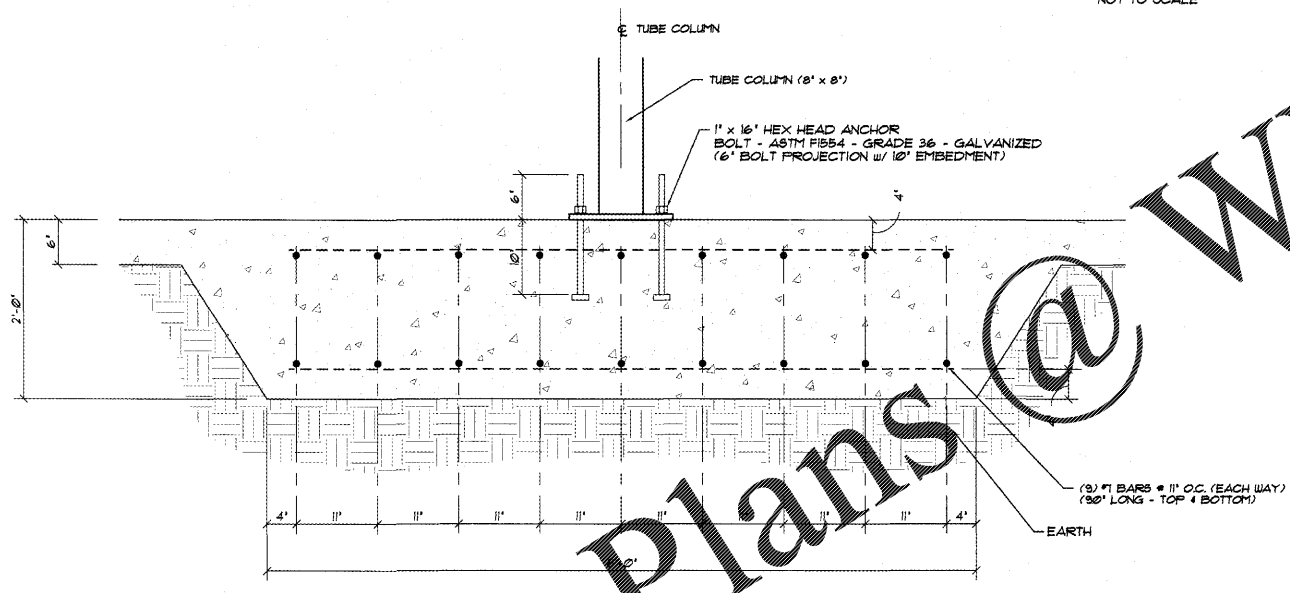 NOT TO SCALE
℄ TUBE COLUMN
TUBE COLUMN (8" x 8")
1" x 16" HEX HEAD ANCHOR
BOLT - ASTM F1554 - GRADE 36 - GALVANIZED
(6" BOLT PROJECTION w/ 10" EMBEDMENT)
6"
4"
6"
10"
2'-0"
(9) #7 BARS @ 11" O.C. (EACH WAY)
(90" LONG - TOP & BOTTOM)
EARTH
4" 11" 11" 11" 11" 11" 11" 11" 4"
Plans @ W